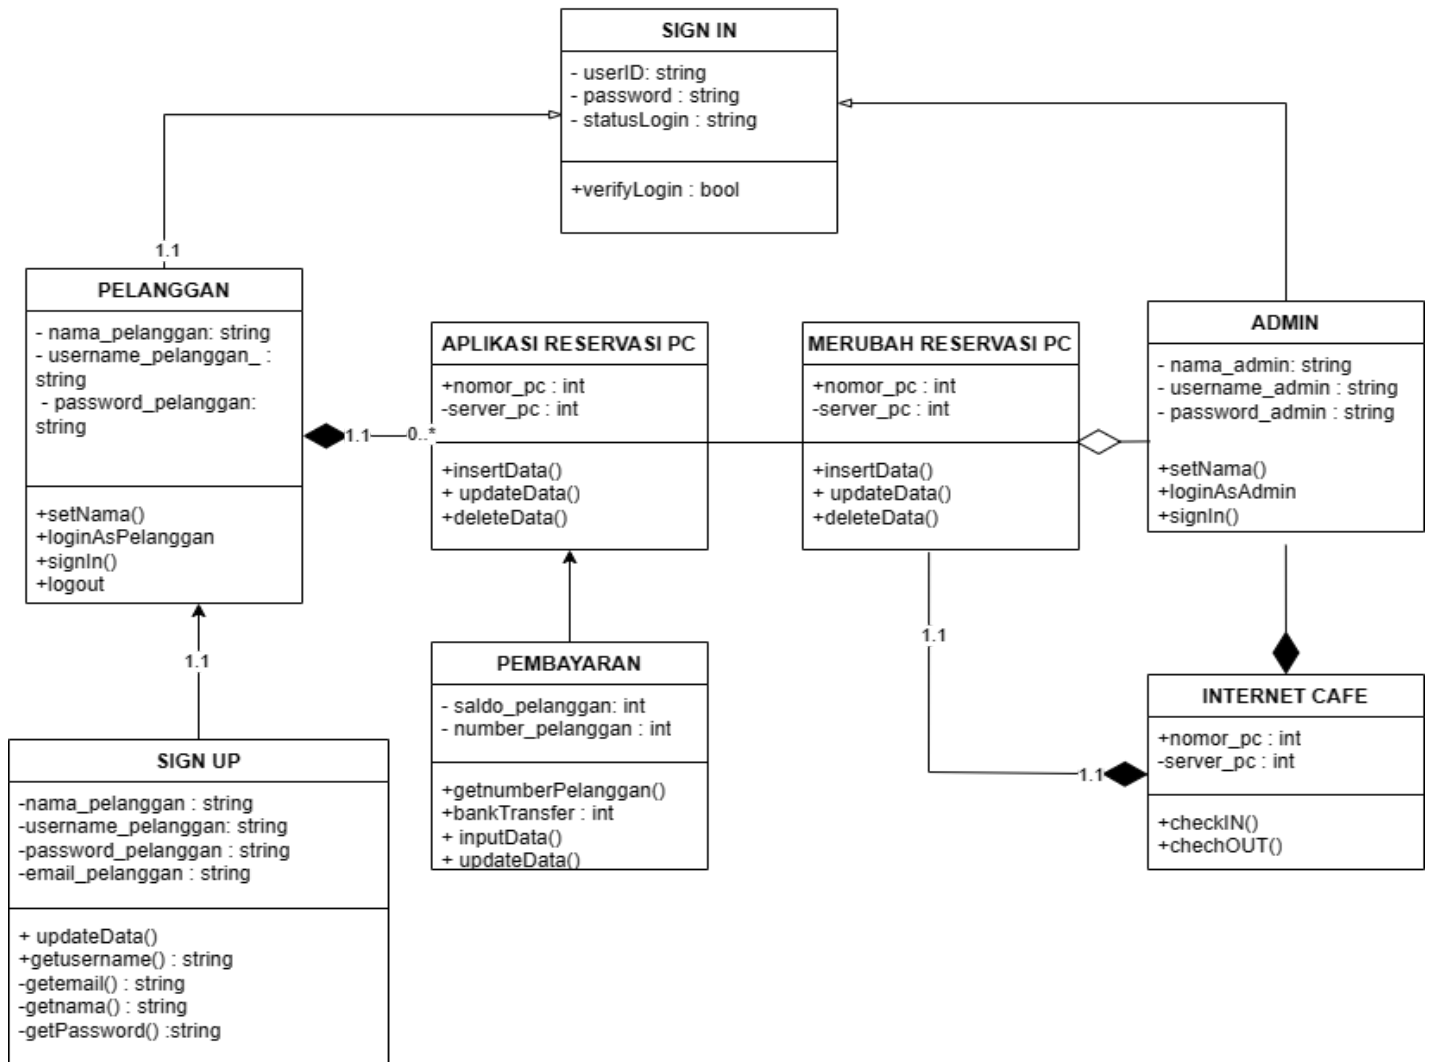 SIGN IN
- userID: string
- password : string
- statusLogin : string
+verifyLogin : bool
1.1
PELANGGAN
- nama_pelanggan: string
- username_pelanggan_ :
string
- password_pelanggan:
string
+setNama()
+loginAsPelanggan
+signIn()
+logout
1.1
0..*
APLIKASI RESERVASI PC
+nomor_pc : int
-server_pc : int
+insertData()
+ updateData()
+deleteData()
MERUBAH RESERVASI PC
+nomor_pc : int
-server_pc : int
+insertData()
+ updateData()
+deleteData()
ADMIN
- nama_admin: string
- username_admin : string
- password_admin : string
+setNama()
+loginAsAdmin
+signIn()
1.1
SIGN UP
-nama_pelanggan : string
-username_pelanggan: string
-password_pelanggan : string
-email_pelanggan : string
+ updateData()
+getusername() : string
-getemail() : string
-getnama() : string
-getPassword() :string
PEMBAYARAN
- saldo_pelanggan: int
- number_pelanggan : int
+getnumberPelanggan()
+bankTransfer : int
+ inputData()
+ updateData()
1.1
1.1
INTERNET CAFE
+nomor_pc : int
-server_pc : int
+checkIN()
+chechOUT()